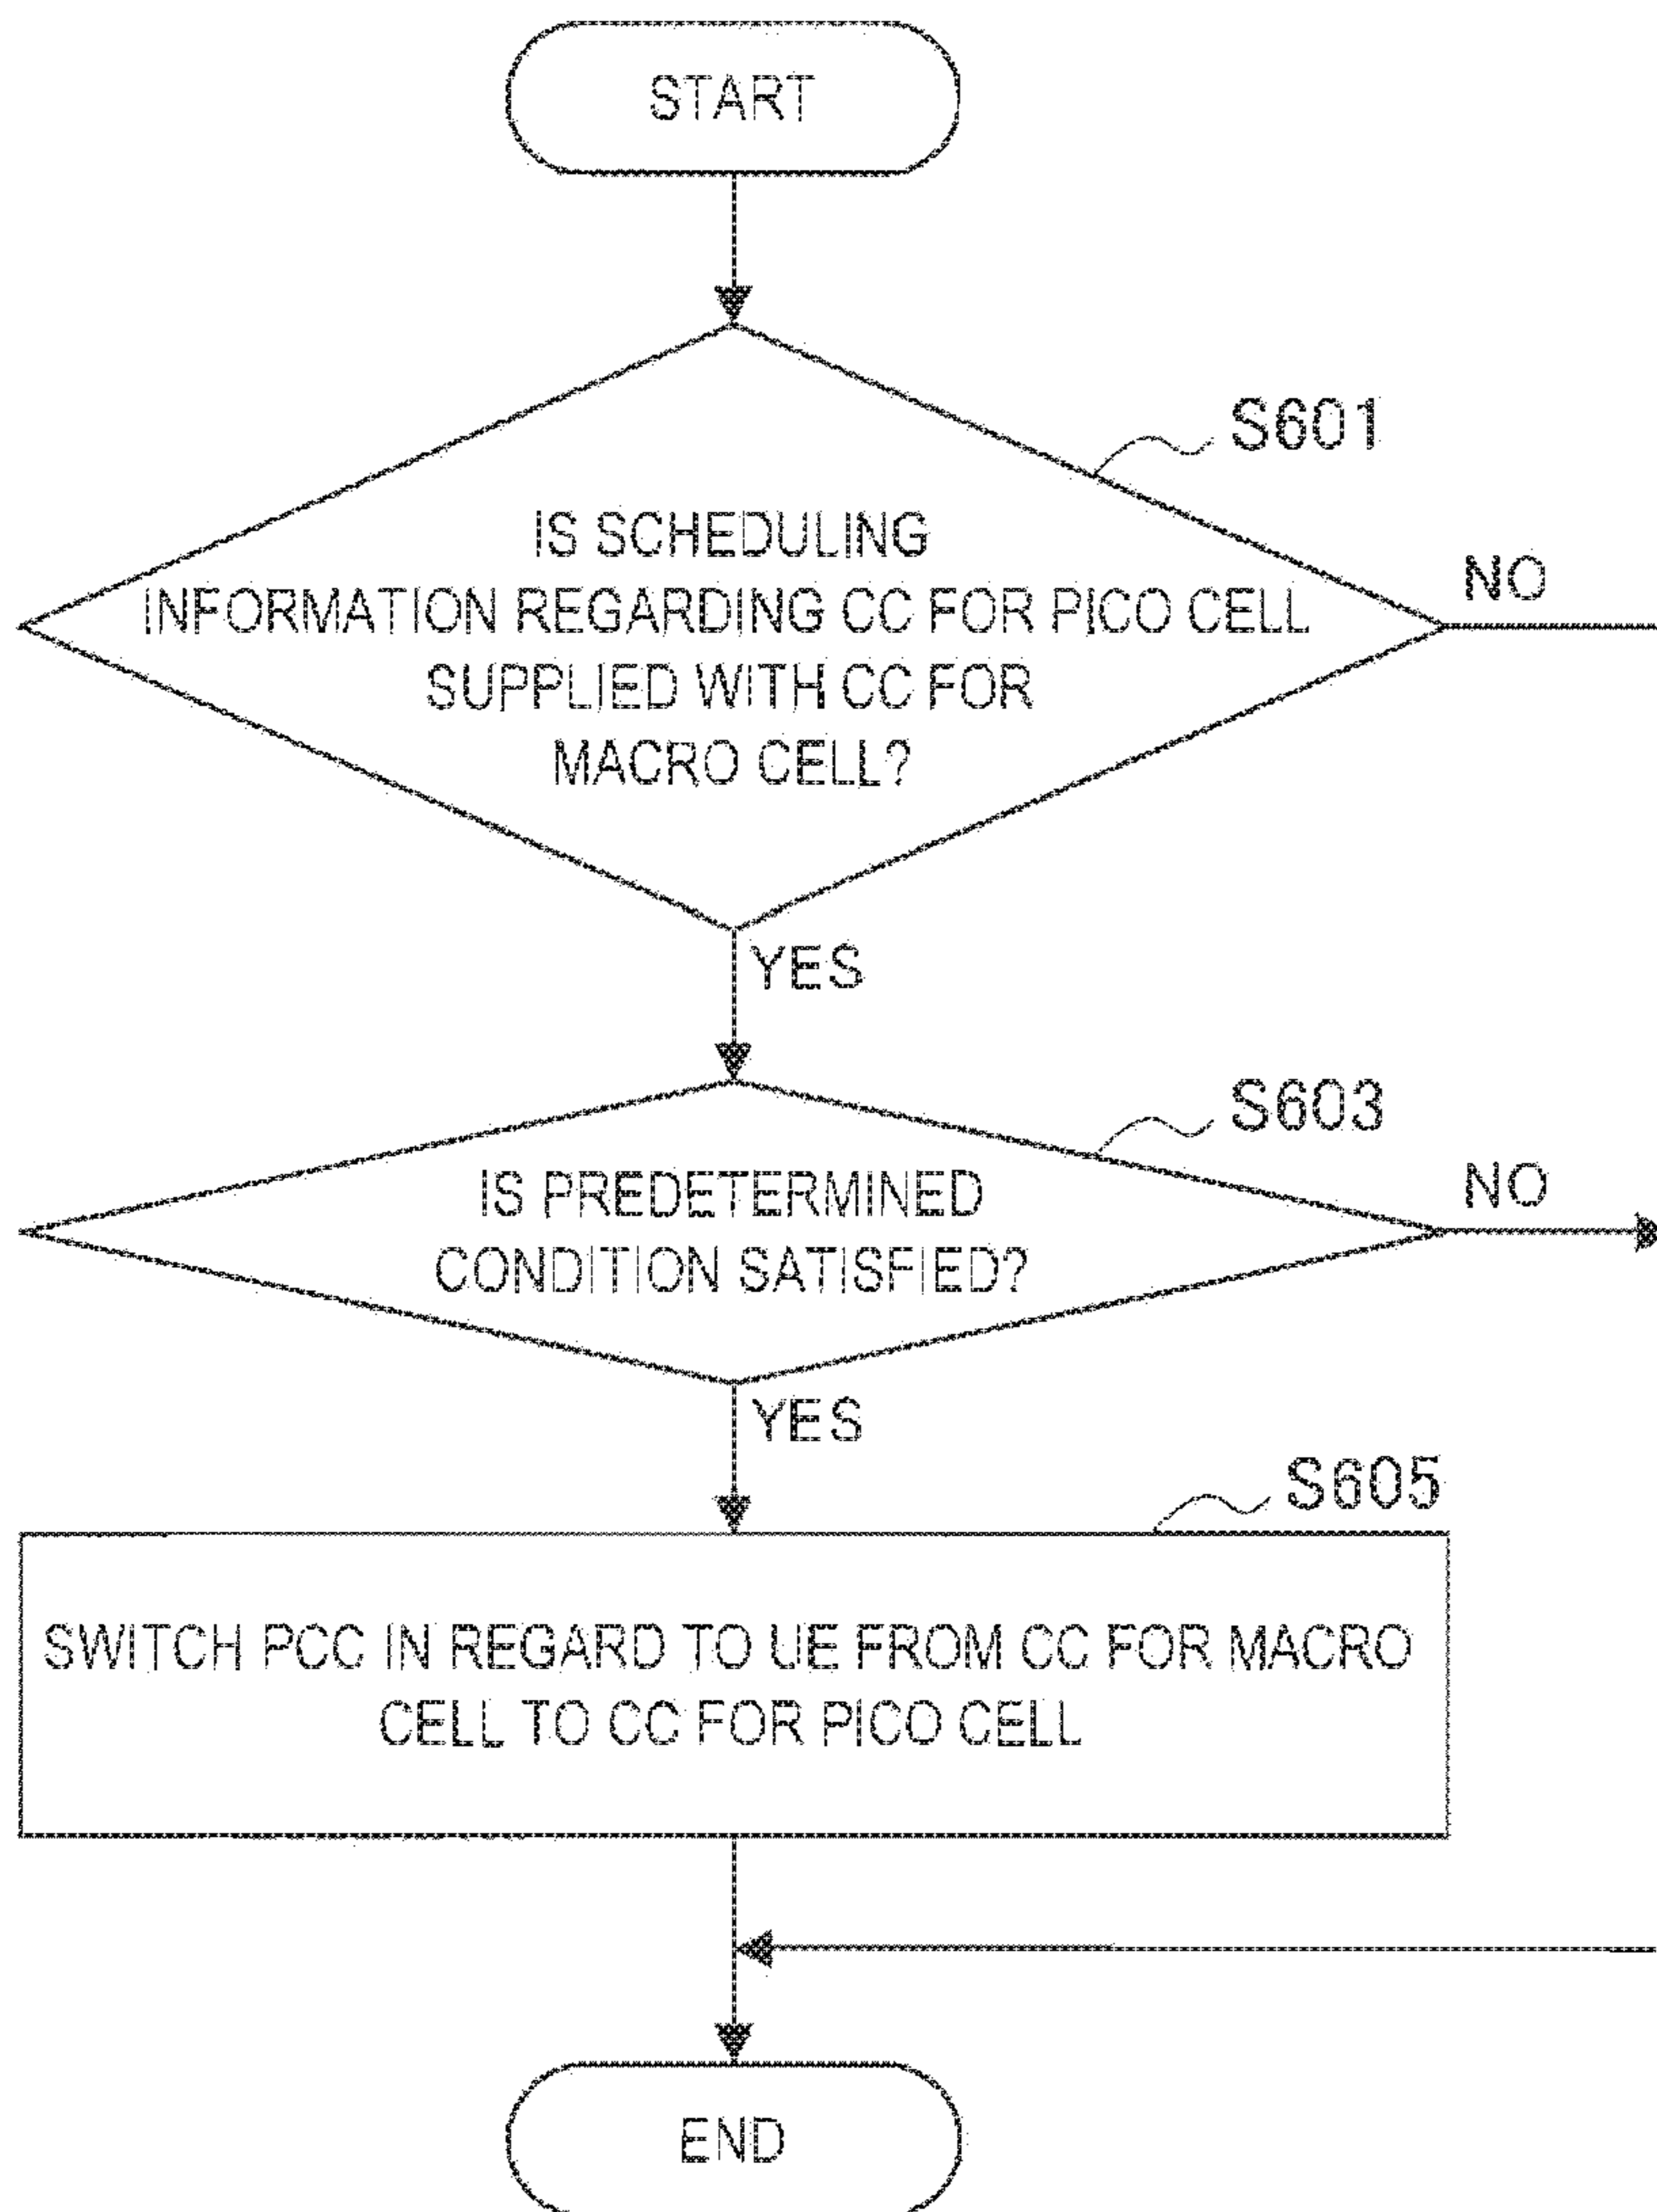 START
S601
IS SCHEDULING
INFORMATION REGARDING CC FOR PICO CELL
SUPPLIED WITH CC FOR
MACRO CELL?
NO
YES
S603
IS PREDETERMINED
CONDITION SATISFIED?
NO
YES
S605
SWITCH PCC IN REGARD TO UE FROM CC FOR MACRO
CELL TO CC FOR PICO CELL
END